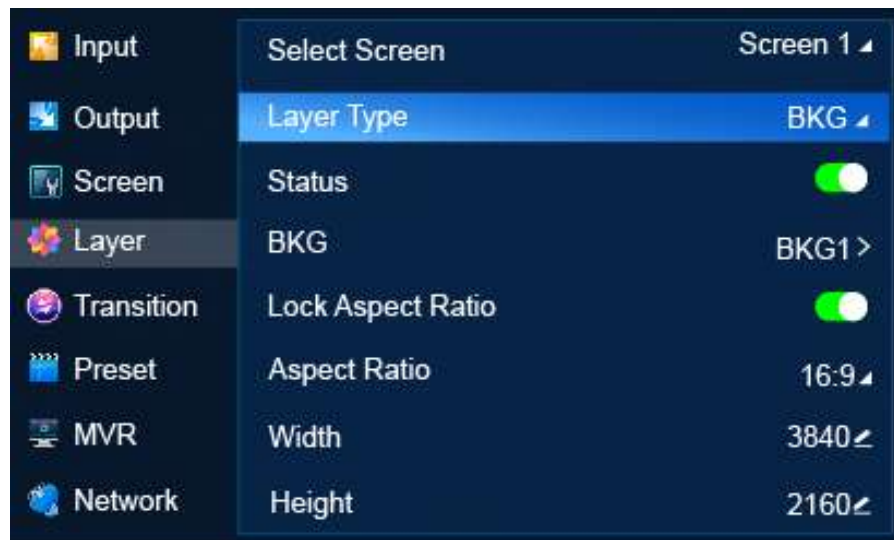 Input
Output
Screen
Layer
Transition
Preset
MVR
Network
Select Screen Screen 1
Layer Type BKG
Status
BKG BKG1 >
Lock Aspect Ratio
Aspect Ratio 16:9
Width 3840
Height 2160